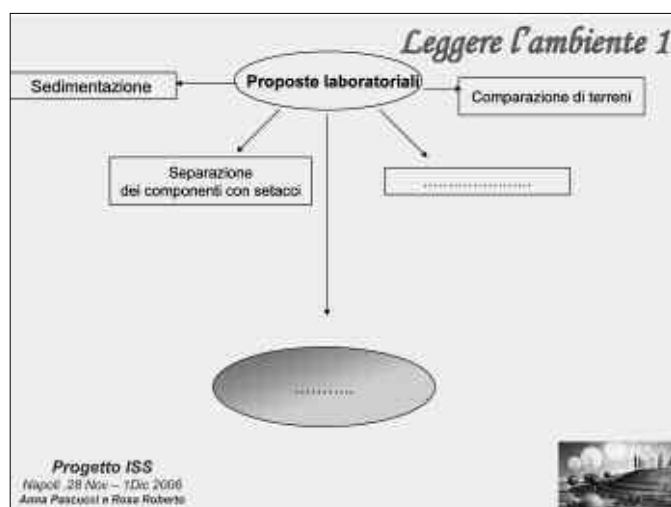 Leggere l'ambiente 1
Proposte laboratoriali
Sedimentazione
Comparazione di terreni
Separazione
dei componenti con setacci
........................
...........
Progetto ISS
Napoli ,28 Nov – 1Dic 2006
Anna Pascucci e Rosa Roberto